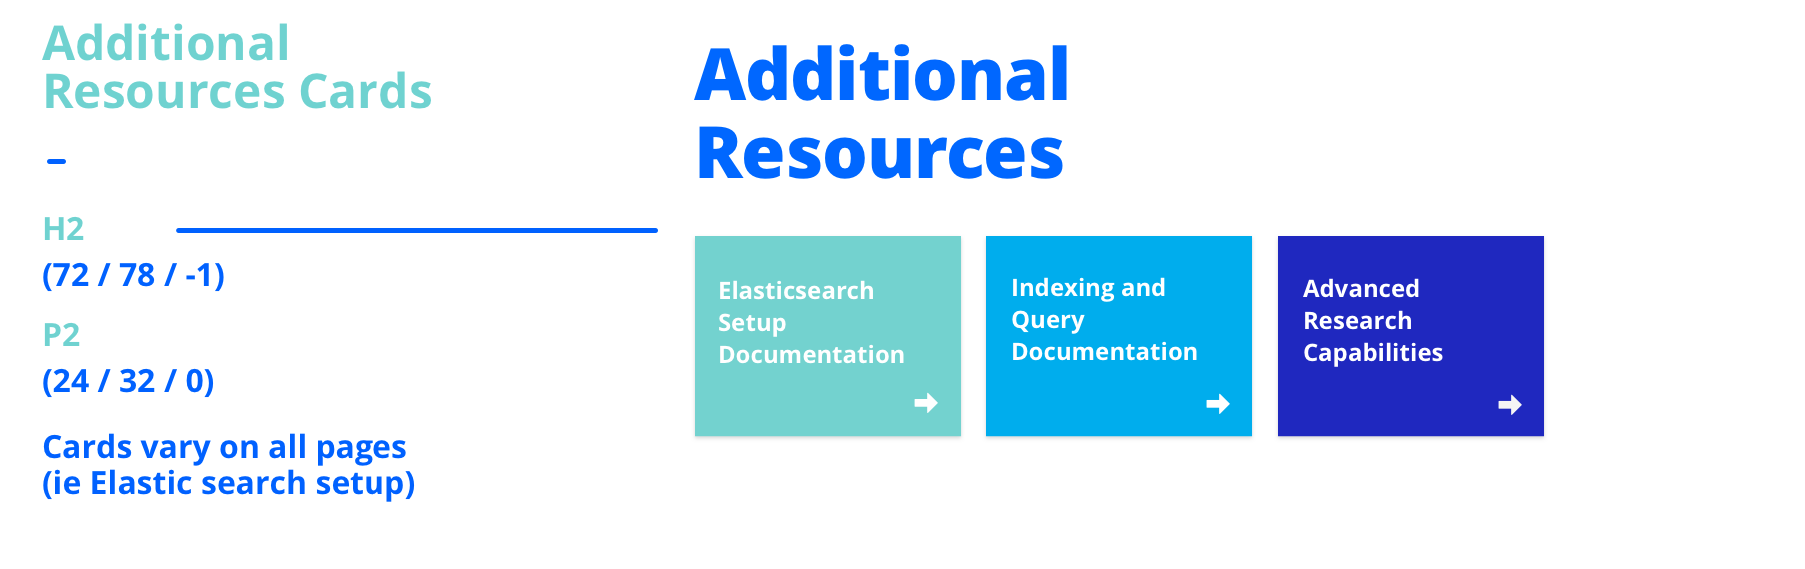 Additional
Resources Cards
H2
(72 / 78 / -1)
P2
(24 / 32 / 0)
Cards vary on all pages
(ie Elastic search setup)
Additional
Resources
Elasticsearch
Setup
Documentation
Indexing and
Query
Documentation
Advanced
Research
Capabilities